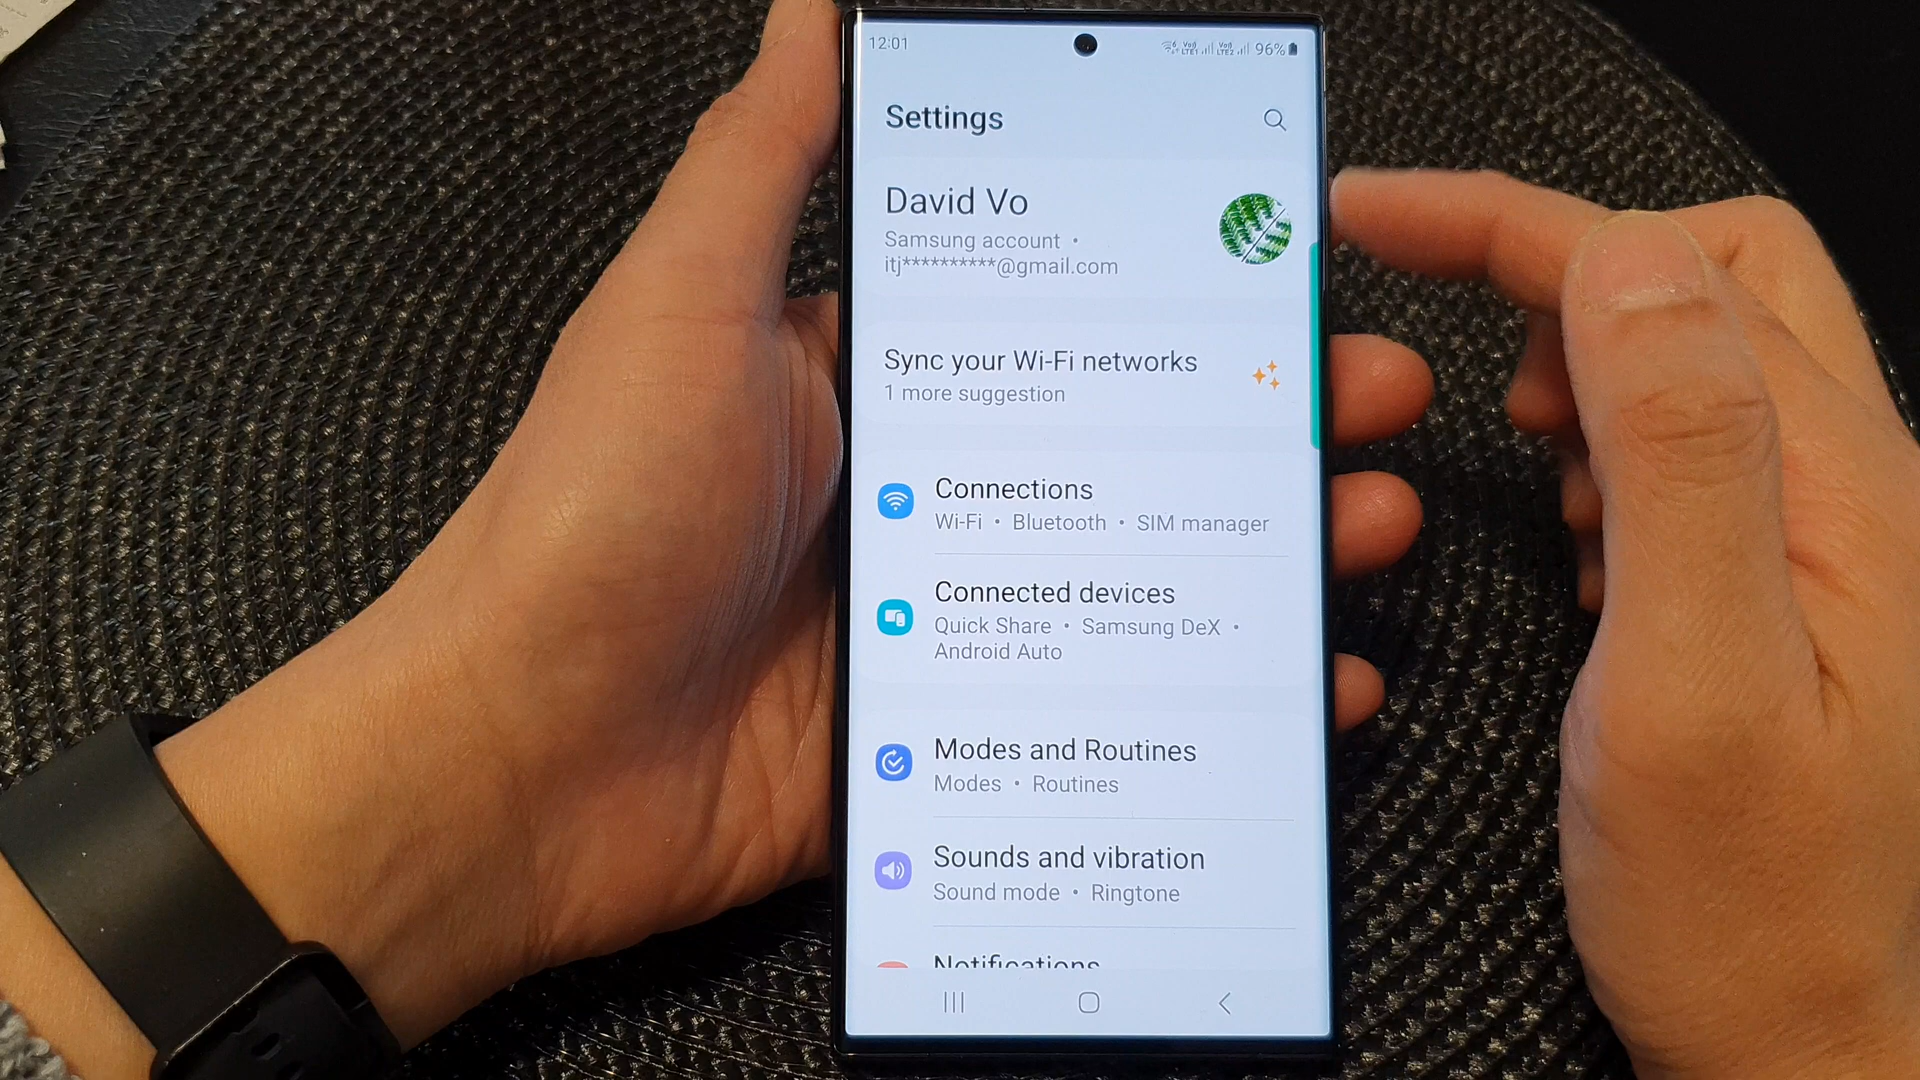 12:01
96%
Settings
David Vo
Samsung account •
itj**********@gmail.com
Sync your Wi-Fi networks
1 more suggestion
Connections
Wi-Fi • Bluetooth • SIM manager
Connected devices
Quick Share • Samsung DeX •
Android Auto
Modes and Routines
Modes • Routines
Sounds and vibration
Sound mode • Ringtone
Notifications